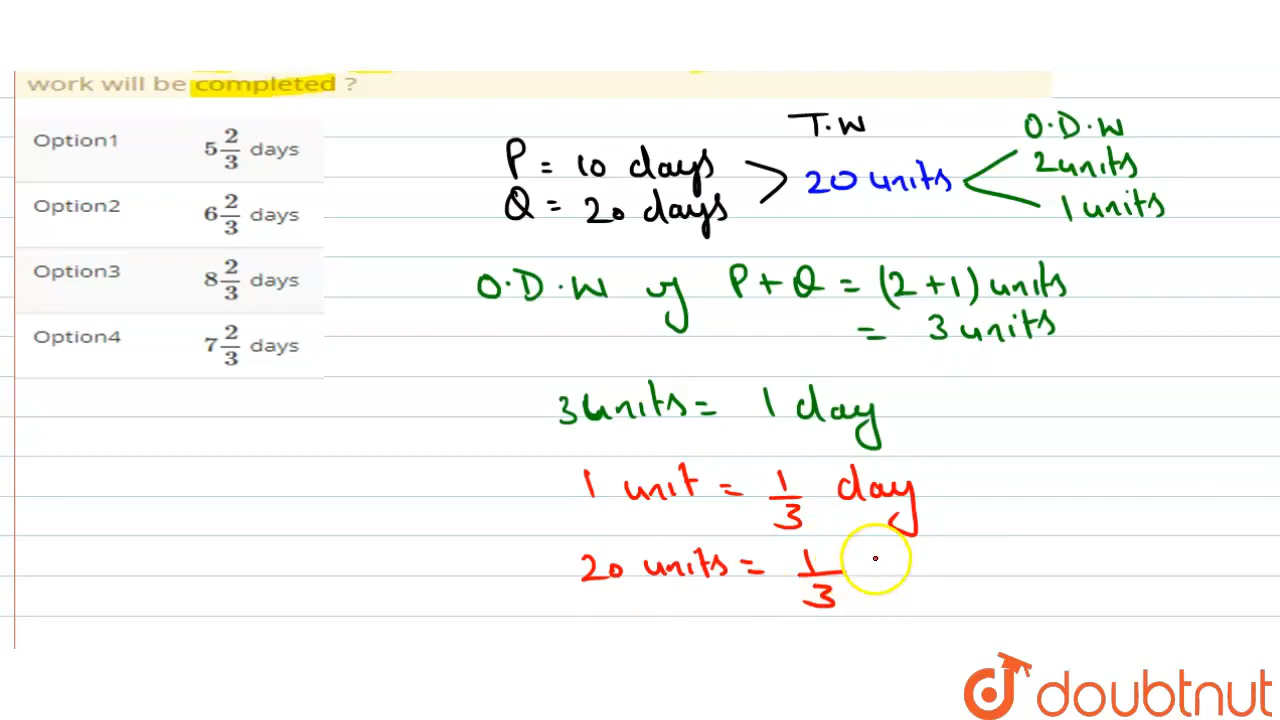 work will be completed ?
Option1 5 2/3 days
Option2 6 2/3 days
Option3 8 2/3 days
Option4 7 2/3 days
T.W
O.D.W
P = 10 days
Q = 20 days
20 units
2 units
1 units
O.D.W of P + Q = (2 + 1) units
= 3 units
3 units = 1 day
1 unit = 1/3 day
20 units = 1/3
doubtnut